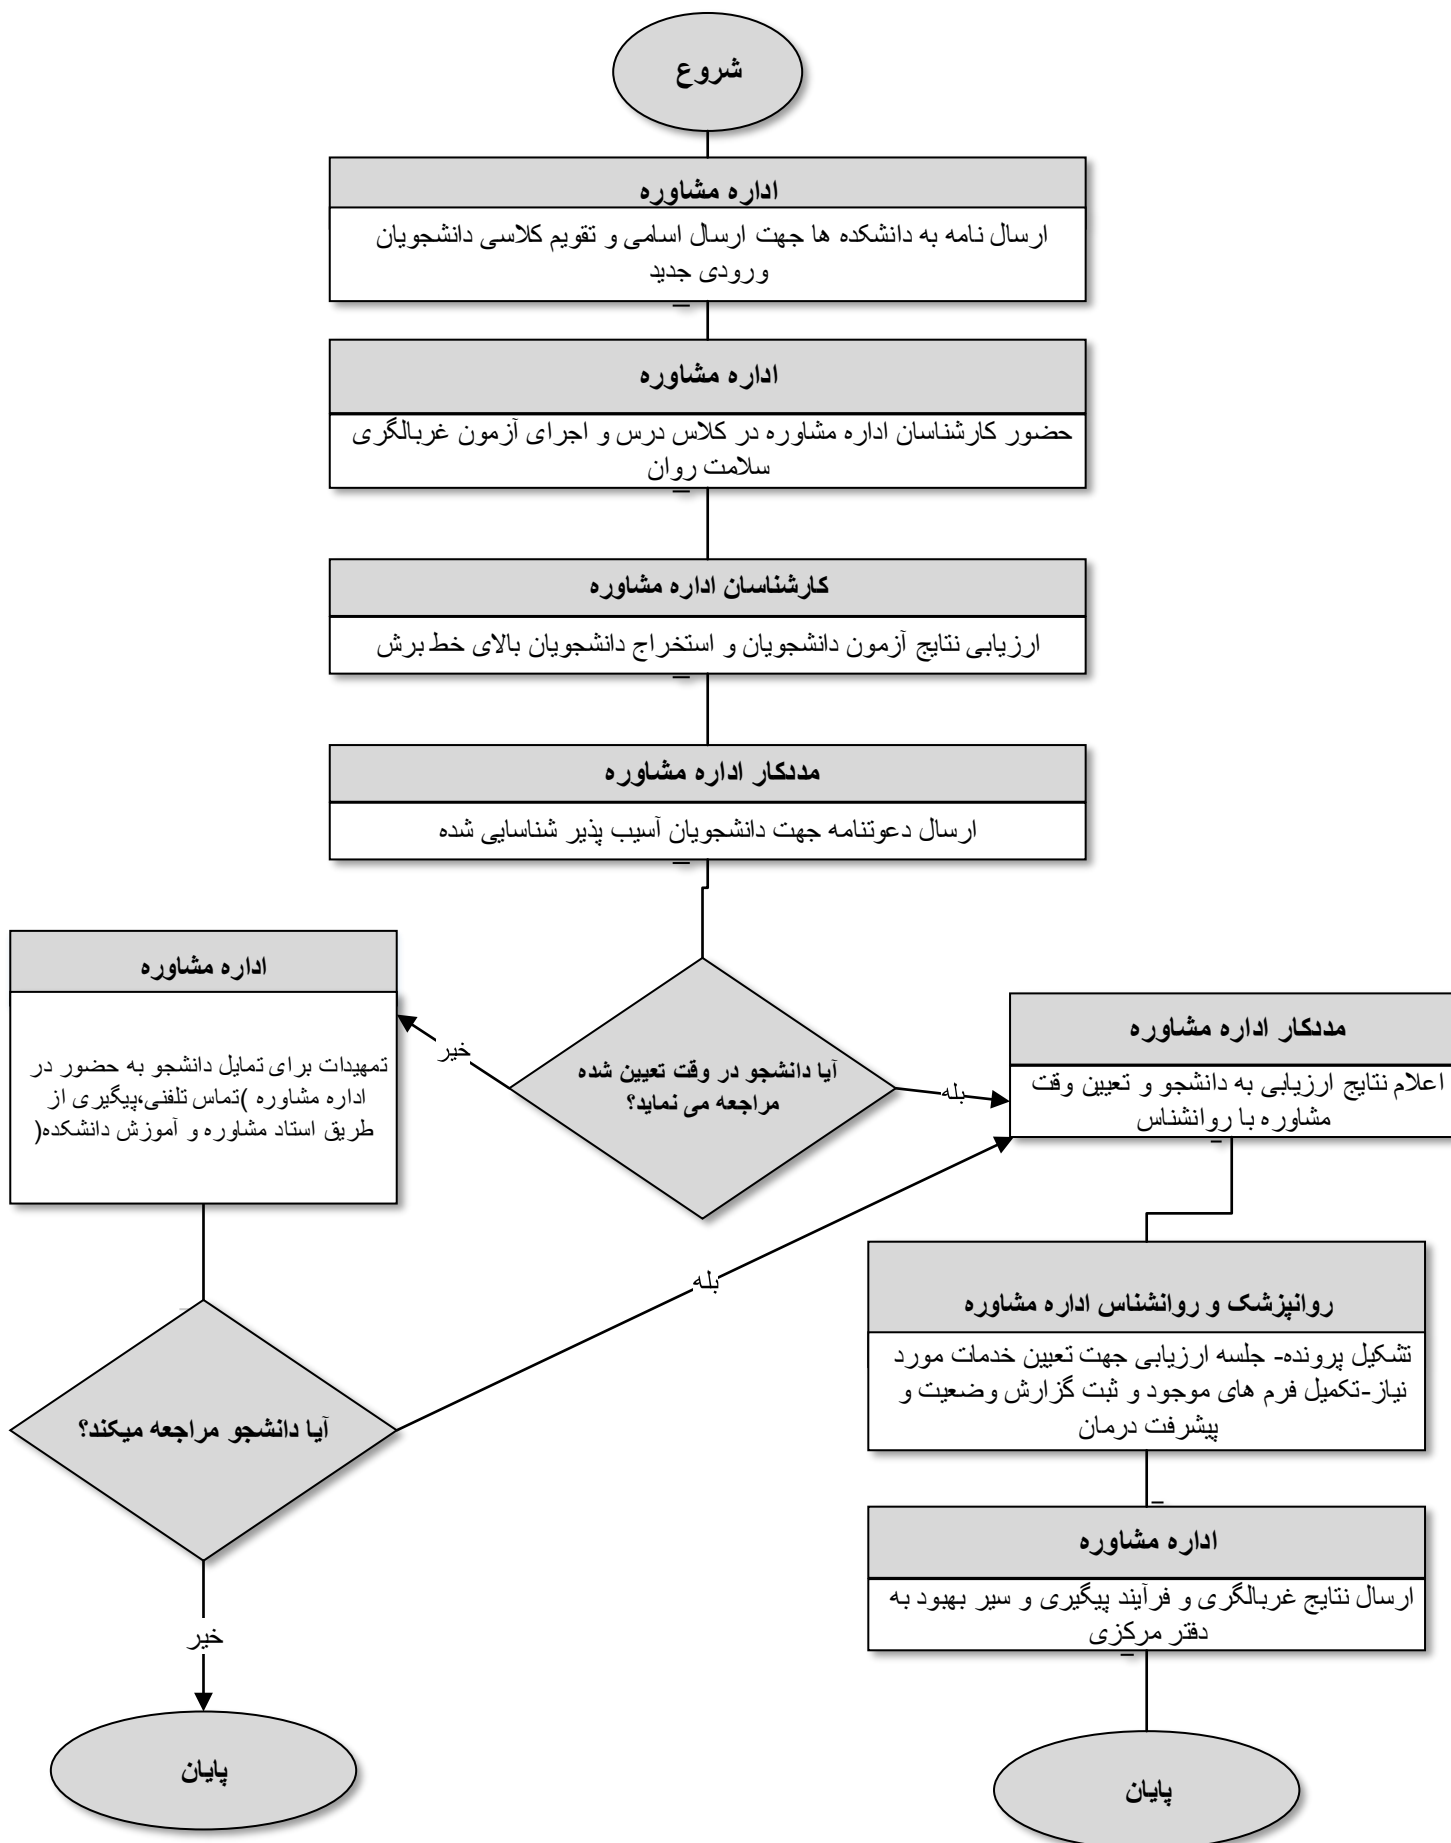 شروع
اداره مشاوره
ارسال نامه به دانشکده ها جهت ارسال اسامی و تقویم کلاسی دانشجویان
ورودی جدید
اداره مشاوره
حضور کارشناسان اداره مشاوره در کلاس درس و اجرای آزمون غربالگری
سلامت روان
کارشناسان اداره مشاوره
ارزیابی نتایج آزمون دانشجویان و استخراج دانشجویان بالای خط برش
مددکار اداره مشاوره
ارسال دعوتنامه جهت دانشجویان آسیب پذیر شناسایی شده
آیا دانشجو در وقت تعیین شده
مراجعه می نماید؟
بله
خیر
مددکار اداره مشاوره
اعلام نتایج ارزیابی به دانشجو و تعیین وقت
مشاوره با روانشناس
اداره مشاوره
تمهیدات برای تمایل دانشجو به حضور در
اداره مشاوره )تماس تلفنی،پیگیری از
طریق استاد مشاوره و آموزش دانشکده(
بله
روانپزشک و روانشناس اداره مشاوره
تشکیل پرونده- جلسه ارزیابی جهت تعیین خدمات مورد
نیاز-تکمیل فرم های موجود و ثبت گزارش وضعیت و
پیشرفت درمان
آیا دانشجو مراجعه میکند؟
اداره مشاوره
ارسال نتایج غربالگری و فرآیند پیگیری و سیر بهبود به
دفتر مرکزی
خیر
پایان
پایان